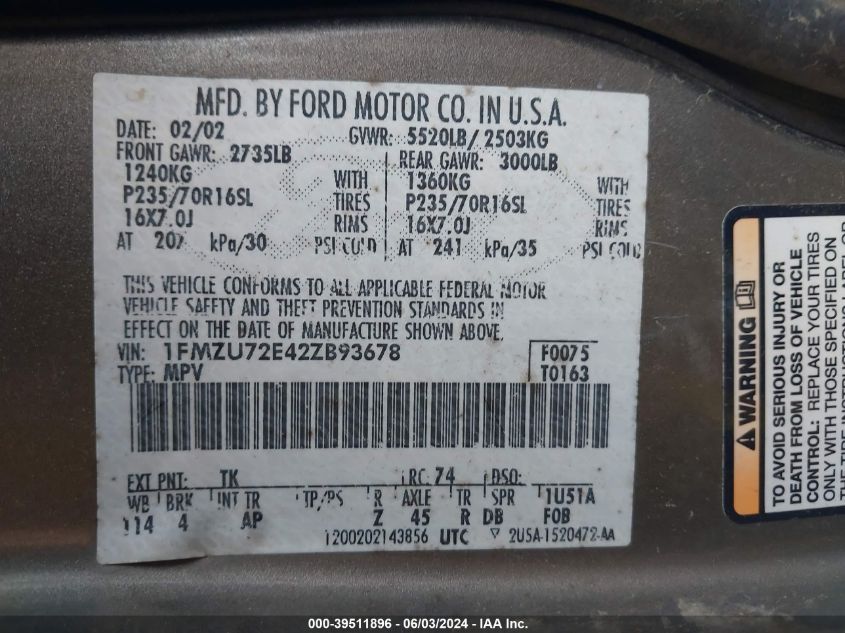 MFD. BY FORD MOTOR CO. IN U.S.A.
DATE: 02/02 GVWR: 5520LB/ 2503KG
FRONT GAWR: 2735LB REAR GAWR: 3000LB
1240KG WITH 1360KG WITH
P235/70R16SL TIRES P235/70R16SL TIRES
16X7.0J RIMS 16X7.0J RIMS
AT 207 kPa/30 PSI COLD AT 241 kPa/35 PSI COLD
THIS VEHICLE CONFORMS TO ALL APPLICABLE FEDERAL MOTOR
VEHICLE SAFETY AND THEFT PREVENTION STANDARDS IN
EFFECT ON THE DATE OF MANUFACTURE SHOWN ABOVE.
VIN: 1FMZU72E42ZB93678 F0075
TYPE: MPV T0163
EXT PNT: TK RC: 74 DSO:
WB BRK INT TR TP/PS R AXLE TR SPR 1U51A
114 4 AP Z 45 R DB F0B
1200202143856 UTC ▽ 2U5A-1520472-AA
WARNING
TO AVOID SERIOUS INJURY OR
DEATH FROM LOSS OF VEHICLE
CONTROL: REPLACE YOUR TIRES
ONLY WITH THOSE SPECIFIED ON
THE TIRE INSTRUCTIONS LABEL OR
000-39511896 - 06/03/2024 - IAA Inc.